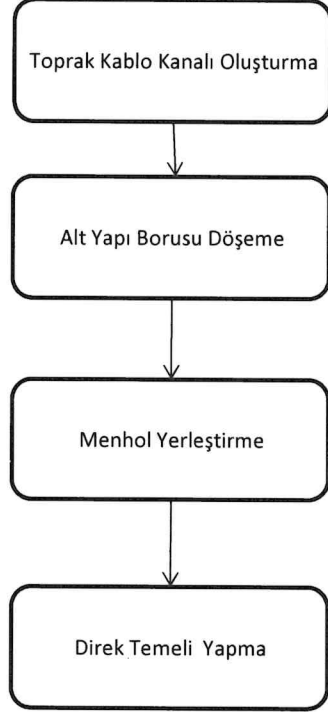 Toprak Kablo Kanalı Oluşturma
Alt Yapı Borusu Döşeme
Menhol Yerleştirme
Direk Temeli Yapma